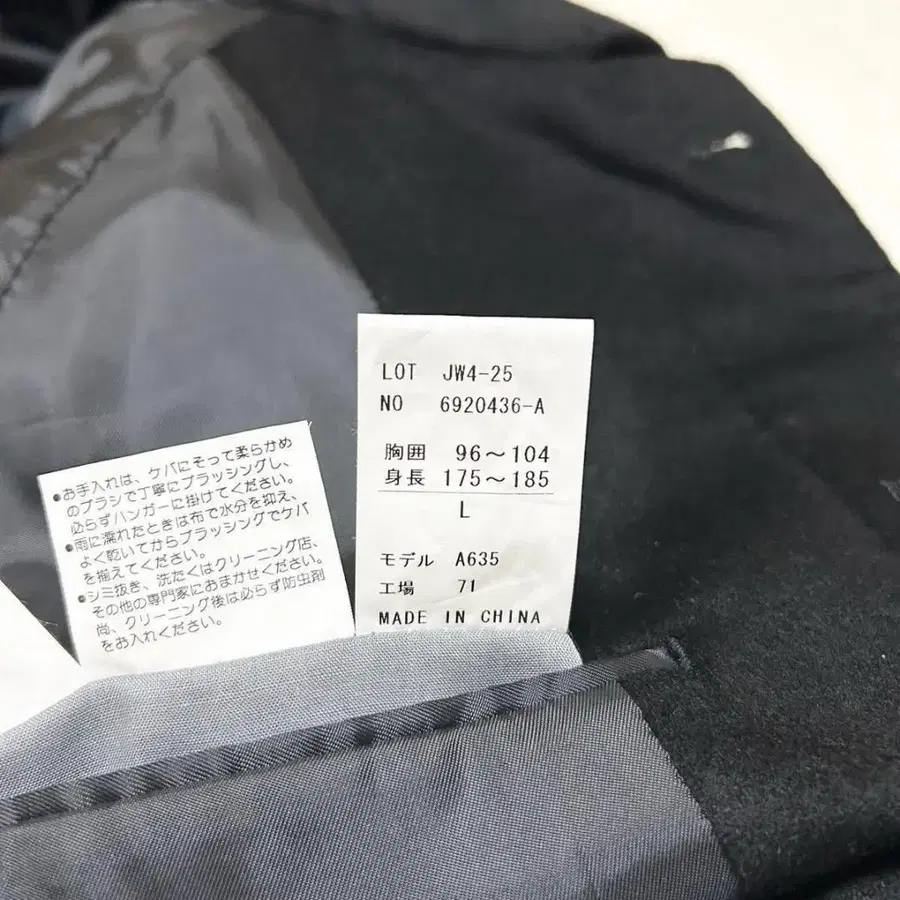 ・お手入れは、ケバにそって柔らかめ
のブラシで丁寧にブラッシングし、
必らずハンガーに掛けてください。
・雨に濡れたときは布で水分を抑え、
よく乾いてからブラッシングでケバ
を揃えてください。
・シミ抜き、洗たくはクリーニング店、
その他の専門家におまかせください。
尚、クリーニング後は必らず防虫剤
をお入れください。
LOT JW4-25
NO 6920436-A
胸囲 96～104
身長 175～185
L
モデル A635
工場 71
MADE IN CHINA